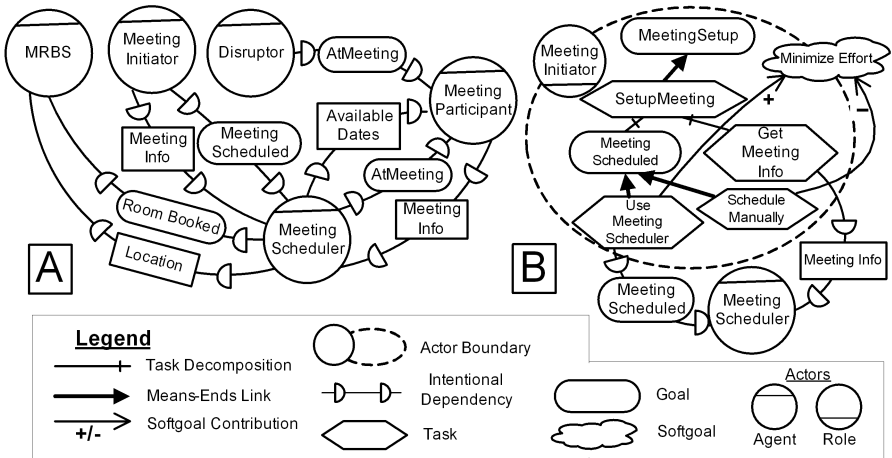 MRBS
Meeting
Initiator
Disruptor
AtMeeting
Meeting
Participant
Available
Dates
Meeting
Info
Meeting
Scheduled
AtMeeting
Room Booked
Meeting
Scheduler
Meeting
Info
Location
A
MeetingSetup
Meeting
Initiator
Minimize Effort
SetupMeeting
+
-
Meeting
Scheduled
Get
Meeting
Info
Use
Meeting
Scheduler
Schedule
Manually
B
Meeting Info
Meeting
Scheduled
Meeting
Scheduler
Legend
Task Decomposition
Means-Ends Link
Softgoal Contribution
+/-
Actor Boundary
Intentional
Dependency
Task
Goal
Softgoal
Actors
Agent
Role